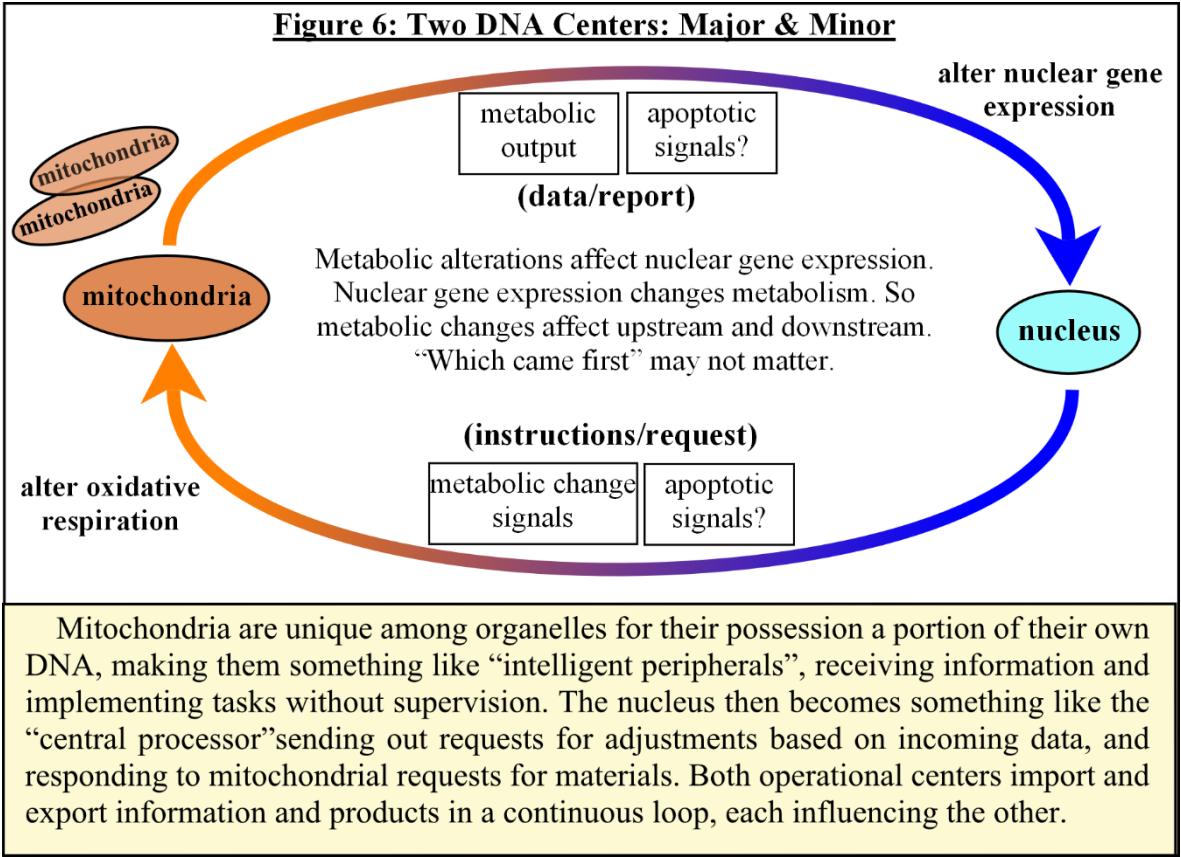 Figure 6: Two DNA Centers: Major & Minor
alter nuclear gene
expression
metabolic
output
apoptotic
signals?
(data/report)
mitochondria
mitochondria
mitochondria
Metabolic alterations affect nuclear gene expression.
Nuclear gene expression changes metabolism. So
metabolic changes affect upstream and downstream.
“Which came first” may not matter.
nucleus
(instructions/request)
metabolic change
signals
apoptotic
signals?
alter oxidative
respiration
Mitochondria are unique among organelles for their possession a portion of their own
DNA, making them something like “intelligent peripherals”, receiving information and
implementing tasks without supervision. The nucleus then becomes something like the
“central processor”sending out requests for adjustments based on incoming data, and
responding to mitochondrial requests for materials. Both operational centers import and
export information and products in a continuous loop, each influencing the other.